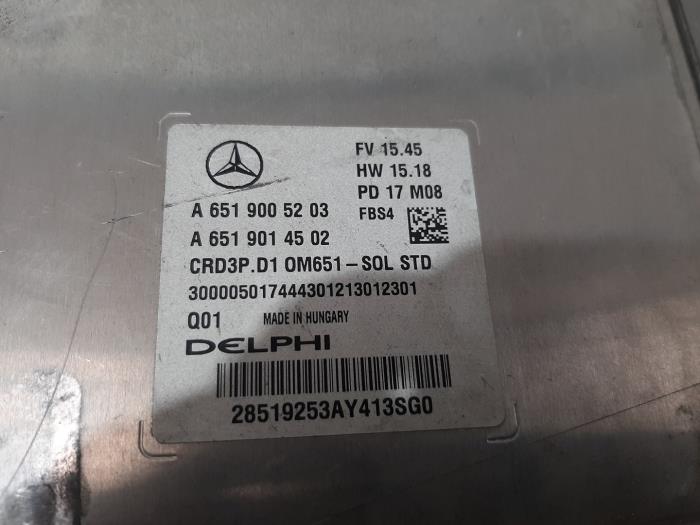 FV 15.45
HW 15.18
PD 17 M08
A 651 900 52 03
FBS4
A 651 901 45 02
CRD3P.D1 OM651-SOL STD
300005017444301213012301
Q01 MADE IN HUNGARY
DELPHI
28519253AY413SG0